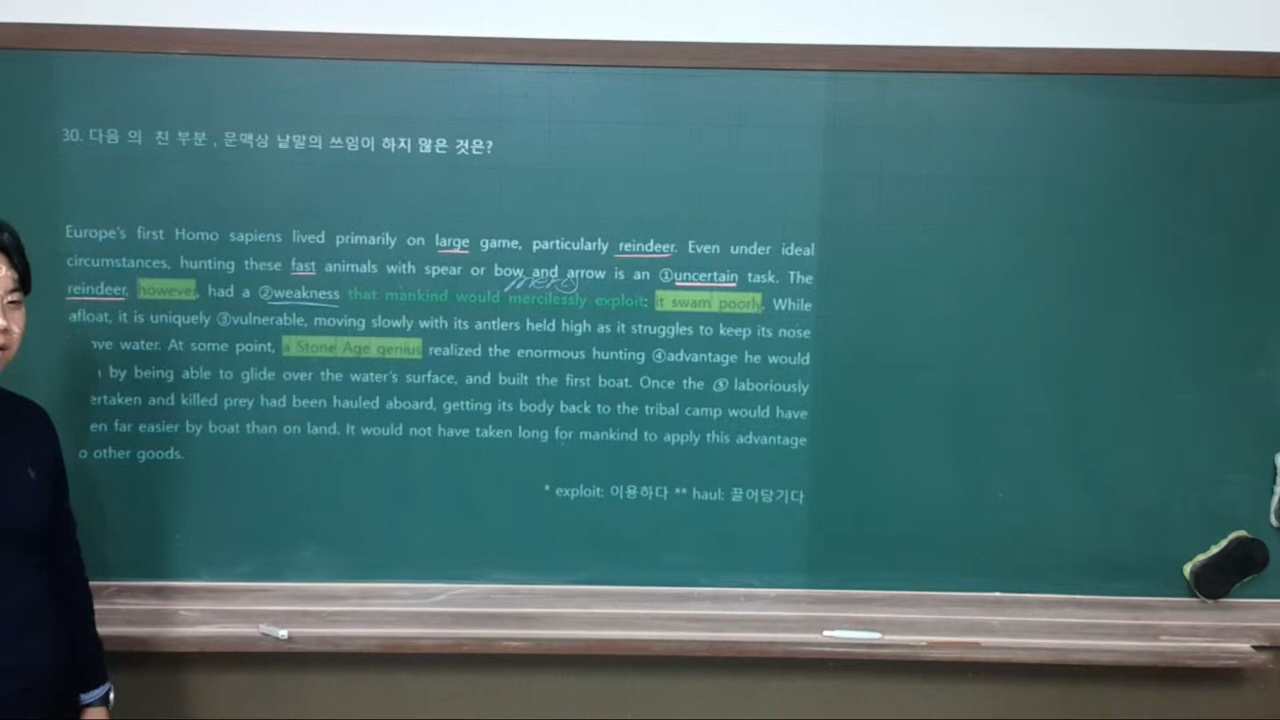 30. 다음 의 친 부분 , 문맥상 낱말의 쓰임이 하지 않은 것은?
Europe's first Homo sapiens lived primarily on large game, particularly reindeer. Even under ideal
circumstances, hunting these fast animals with spear or bow and arrow is an ①uncertain task. The
reindeer, however, had a ②weakness that mankind would mercilessly exploit: it swam poorly. While
afloat, it is uniquely ③vulnerable, moving slowly with its antlers held high as it struggles to keep its nose
ove water. At some point, a Stone Age genius realized the enormous hunting ④advantage he would
by being able to glide over the water's surface, and built the first boat. Once the ⑤ laboriously
ertaken and killed prey had been hauled aboard, getting its body back to the tribal camp would have
en far easier by boat than on land. It would not have taken long for mankind to apply this advantage
o other goods.
* exploit: 이용하다 ** haul: 끌어당기다